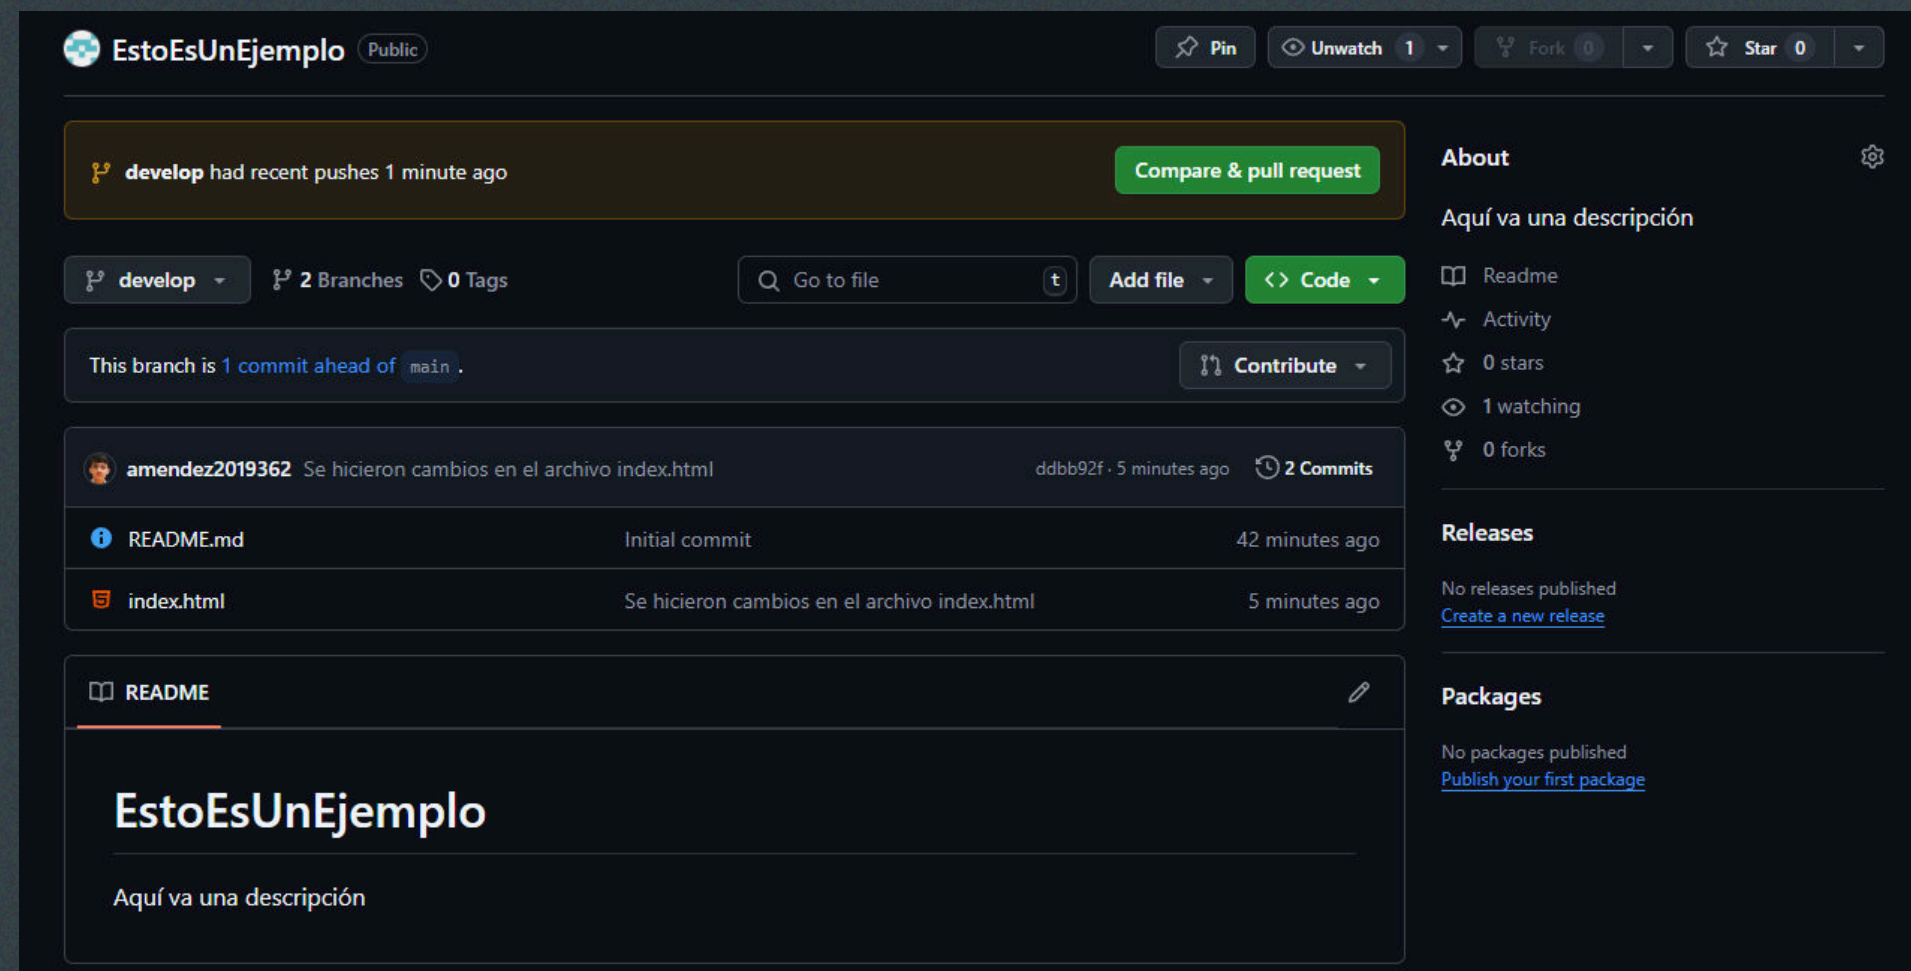 EstoEsUnEjemplo Public Pin Unwatch 1 Fork 0 Star 0
develop had recent pushes 1 minute ago Compare & pull request
develop 2 Branches 0 Tags Go to file t Add file Code
This branch is 1 commit ahead of main . Contribute
amendez2019362 Se hicieron cambios en el archivo index.html ddbb92f · 5 minutes ago 2 Commits
README.md Initial commit 42 minutes ago
index.html Se hicieron cambios en el archivo index.html 5 minutes ago
README
EstoEsUnEjemplo
Aquí va una descripción
About
Aquí va una descripción
Readme
Activity
0 stars
1 watching
0 forks
Releases
No releases published
Create a new release
Packages
No packages published
Publish your first package